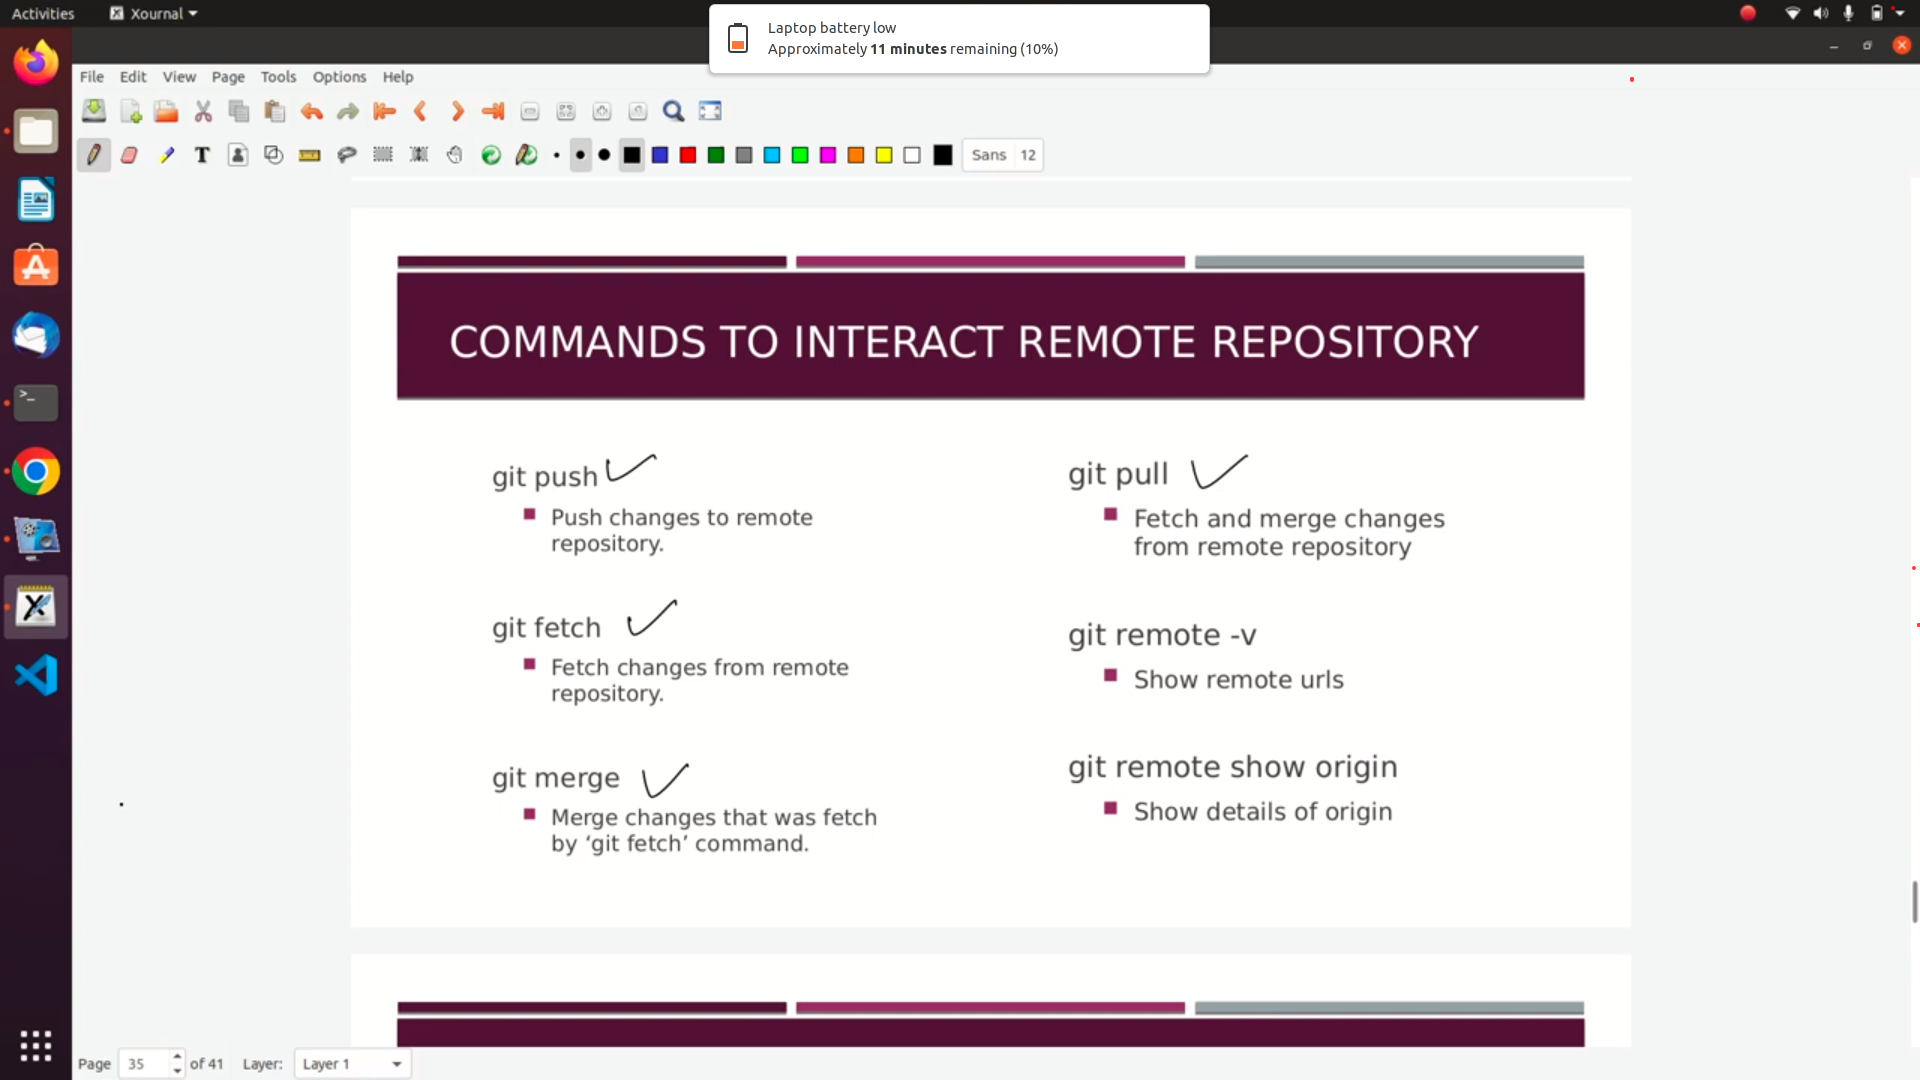 Activities
Xournal
Laptop battery low
Approximately 11 minutes remaining (10%)
File Edit View Page Tools Options Help
Sans 12
COMMANDS TO INTERACT REMOTE REPOSITORY
git push
Push changes to remote
repository.
git fetch
Fetch changes from remote
repository.
git merge
Merge changes that was fetch
by ‘git fetch’ command.
git pull
Fetch and merge changes
from remote repository
git remote -v
Show remote urls
git remote show origin
Show details of origin
Page 35 of 41 Layer: Layer 1